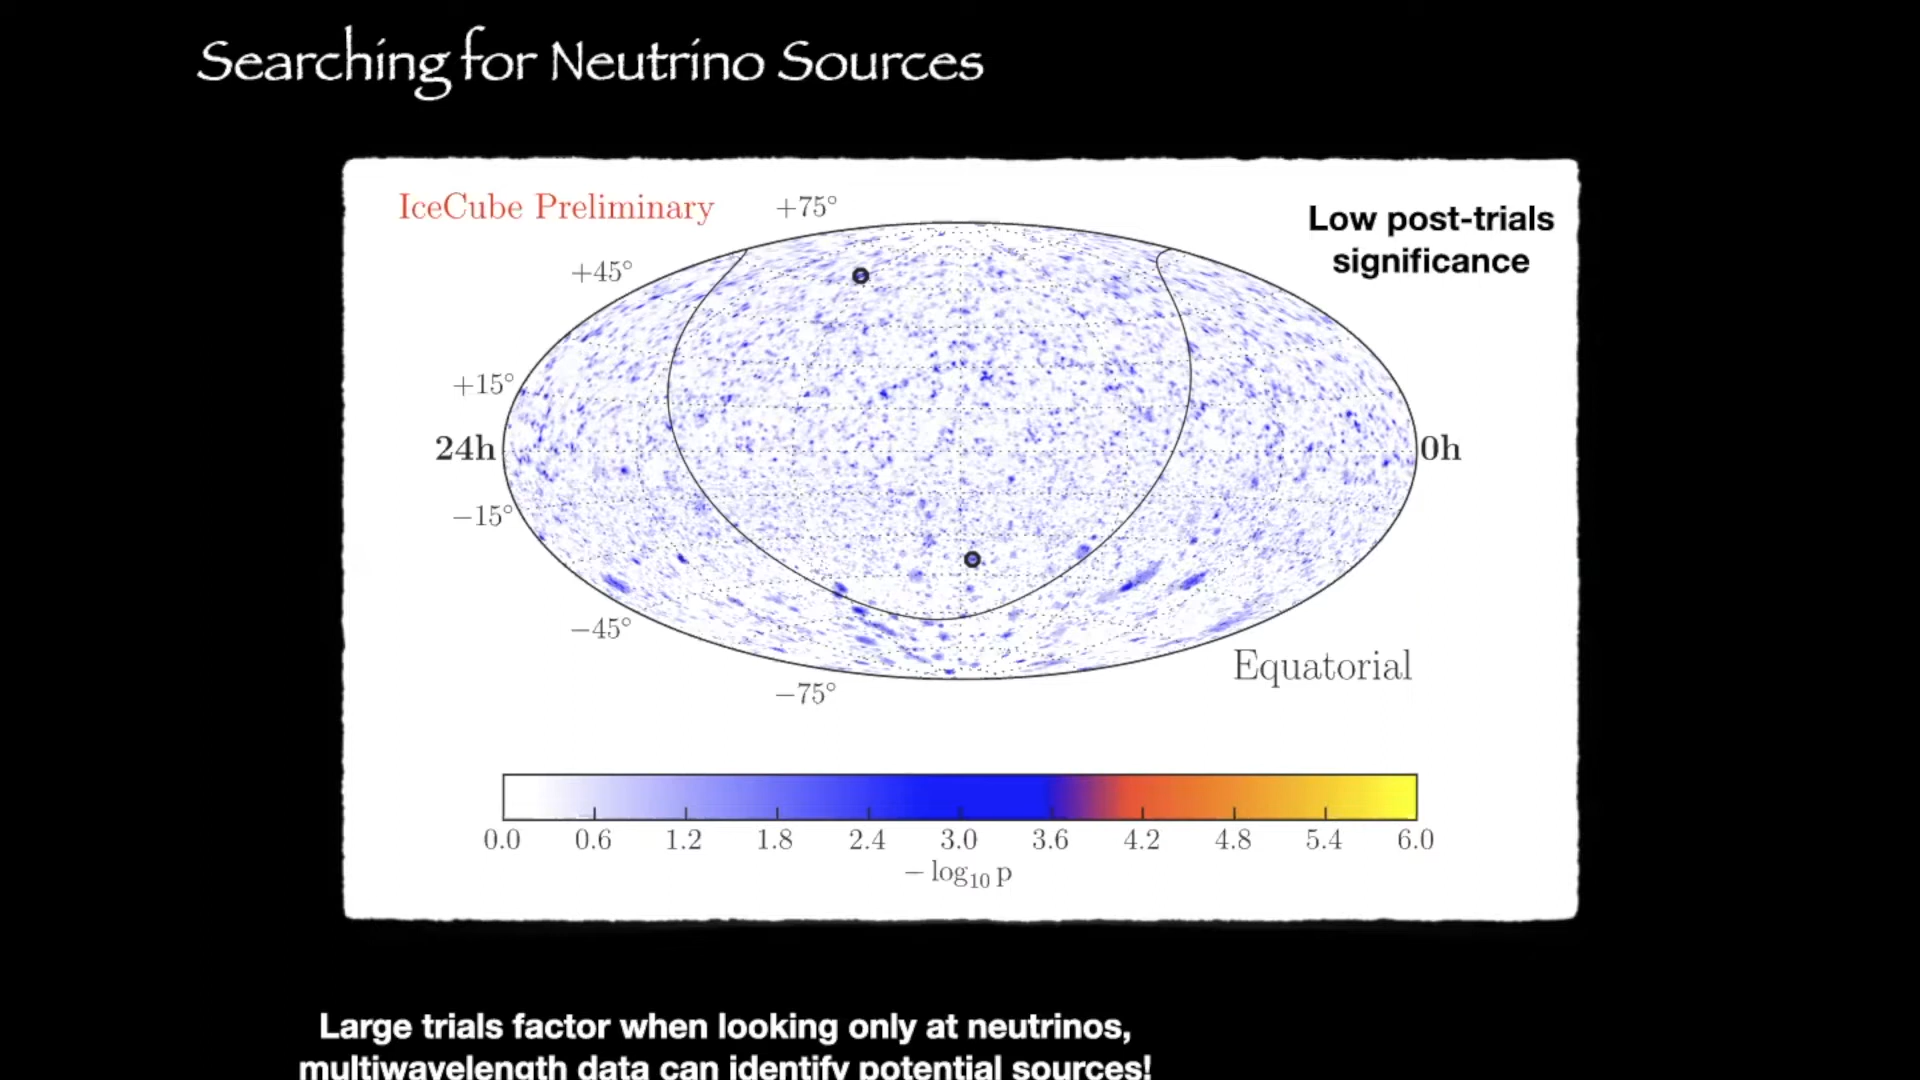 Searching for Neutrino Sources
IceCube Preliminary
+75°
Low post-trials
significance
+45°
+15°
24h
0h
−15°
−45°
Equatorial
−75°
0.0 0.6 1.2 1.8 2.4 3.0 3.6 4.2 4.8 5.4 6.0
− log₁₀ p
Large trials factor when looking only at neutrinos,
multiwavelength data can identify potential sources!